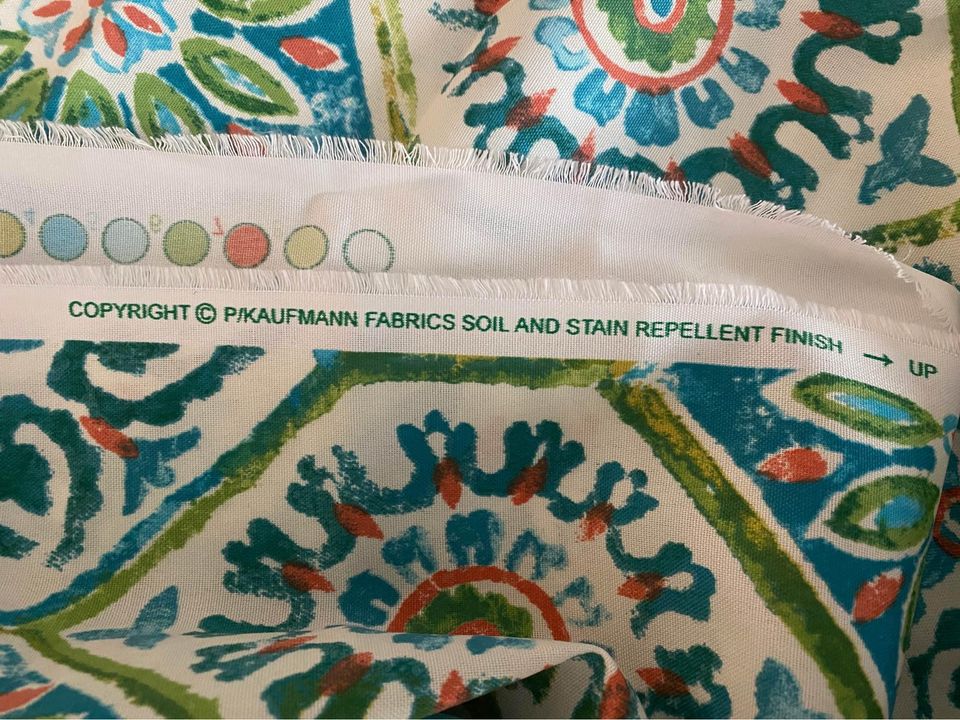 COPYRIGHT © P/KAUFMANN FABRICS SOIL AND STAIN REPELLENT FINISH → UP